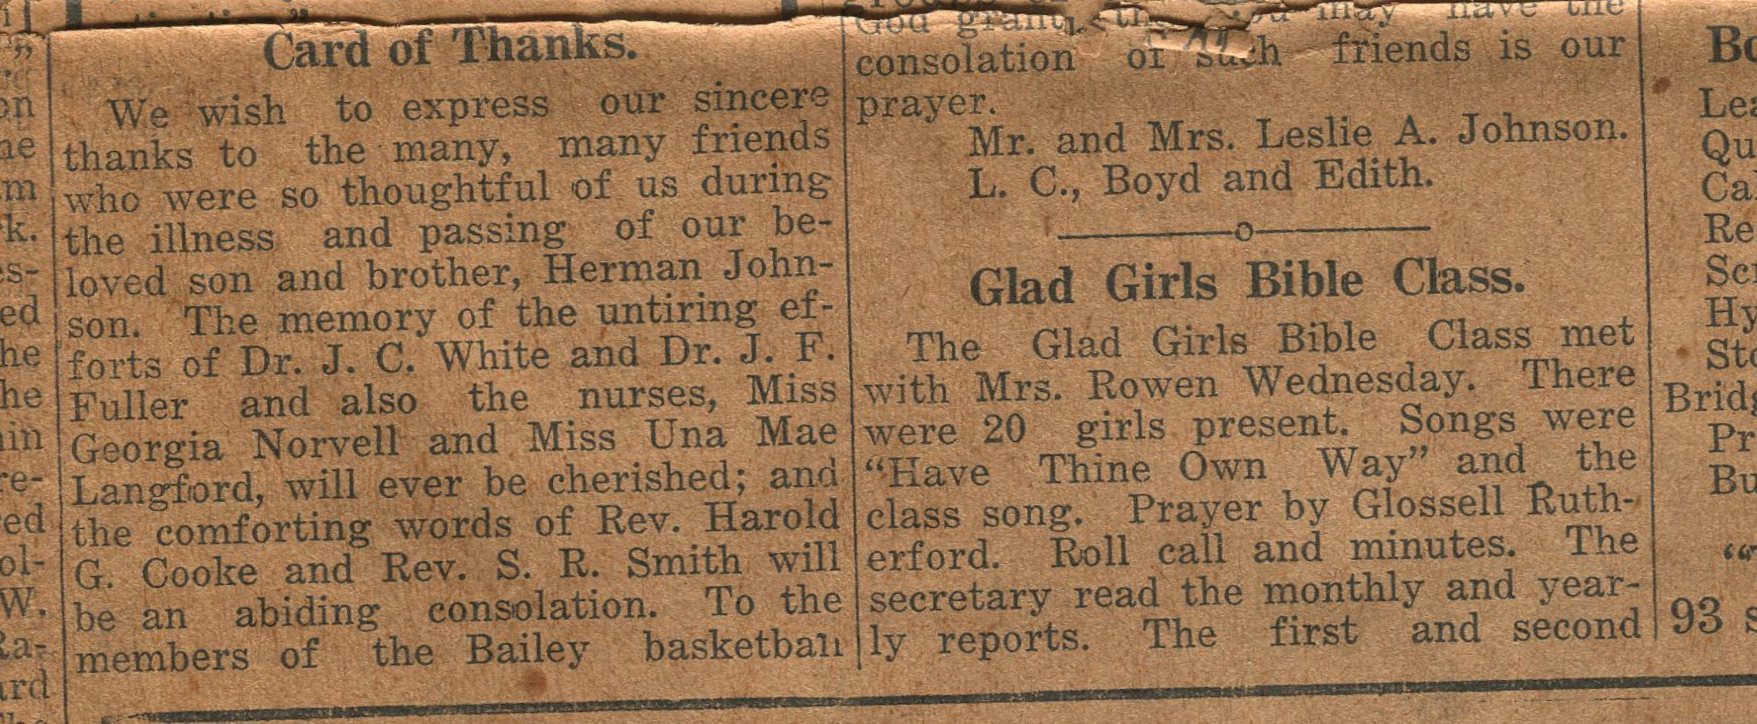 Card of Thanks.
We wish to express our sincere
thanks to the many, many friends
who were so thoughtful of us during
the illness and passing of our be-
loved son and brother, Herman John-
son. The memory of the untiring ef-
forts of Dr. J. C. White and Dr. J. F.
Fuller and also the nurses, Miss
Georgia Norvell and Miss Una Mae
Langford, will ever be cherished; and
the comforting words of Rev. Harold
G. Cooke and Rev. S. R. Smith will
be an abiding consolation. To the
members of the Bailey basketball
God grant may have the
consolation of such friends is our
prayer.
Mr. and Mrs. Leslie A. Johnson.
L. C., Boyd and Edith.
o
Glad Girls Bible Class.
The Glad Girls Bible Class met
with Mrs. Rowen Wednesday. There
were 20 girls present. Songs were
“Have Thine Own Way” and the
class song. Prayer by Glossell Ruth-
erford. Roll call and minutes. The
secretary read the monthly and year-
ly reports. The first and second
93